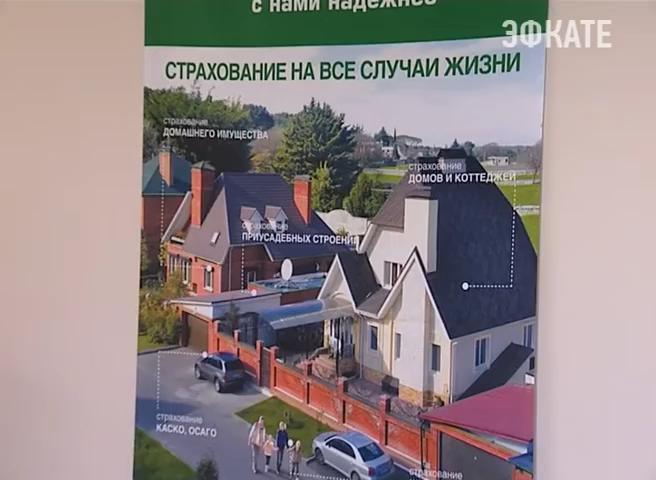 с нами надёжнее
ЭФКАТЕ
СТРАХОВАНИЕ НА ВСЕ СЛУЧАИ ЖИЗНИ
страхование
ДОМАШНЕГО ИМУЩЕСТВА
страхование
ДОМОВ И КОТТЕДЖЕЙ
страхование
ПРИУСАДЕБНЫХ СТРОЕНИЙ
страхование
КАСКО, ОСАГО
страхование